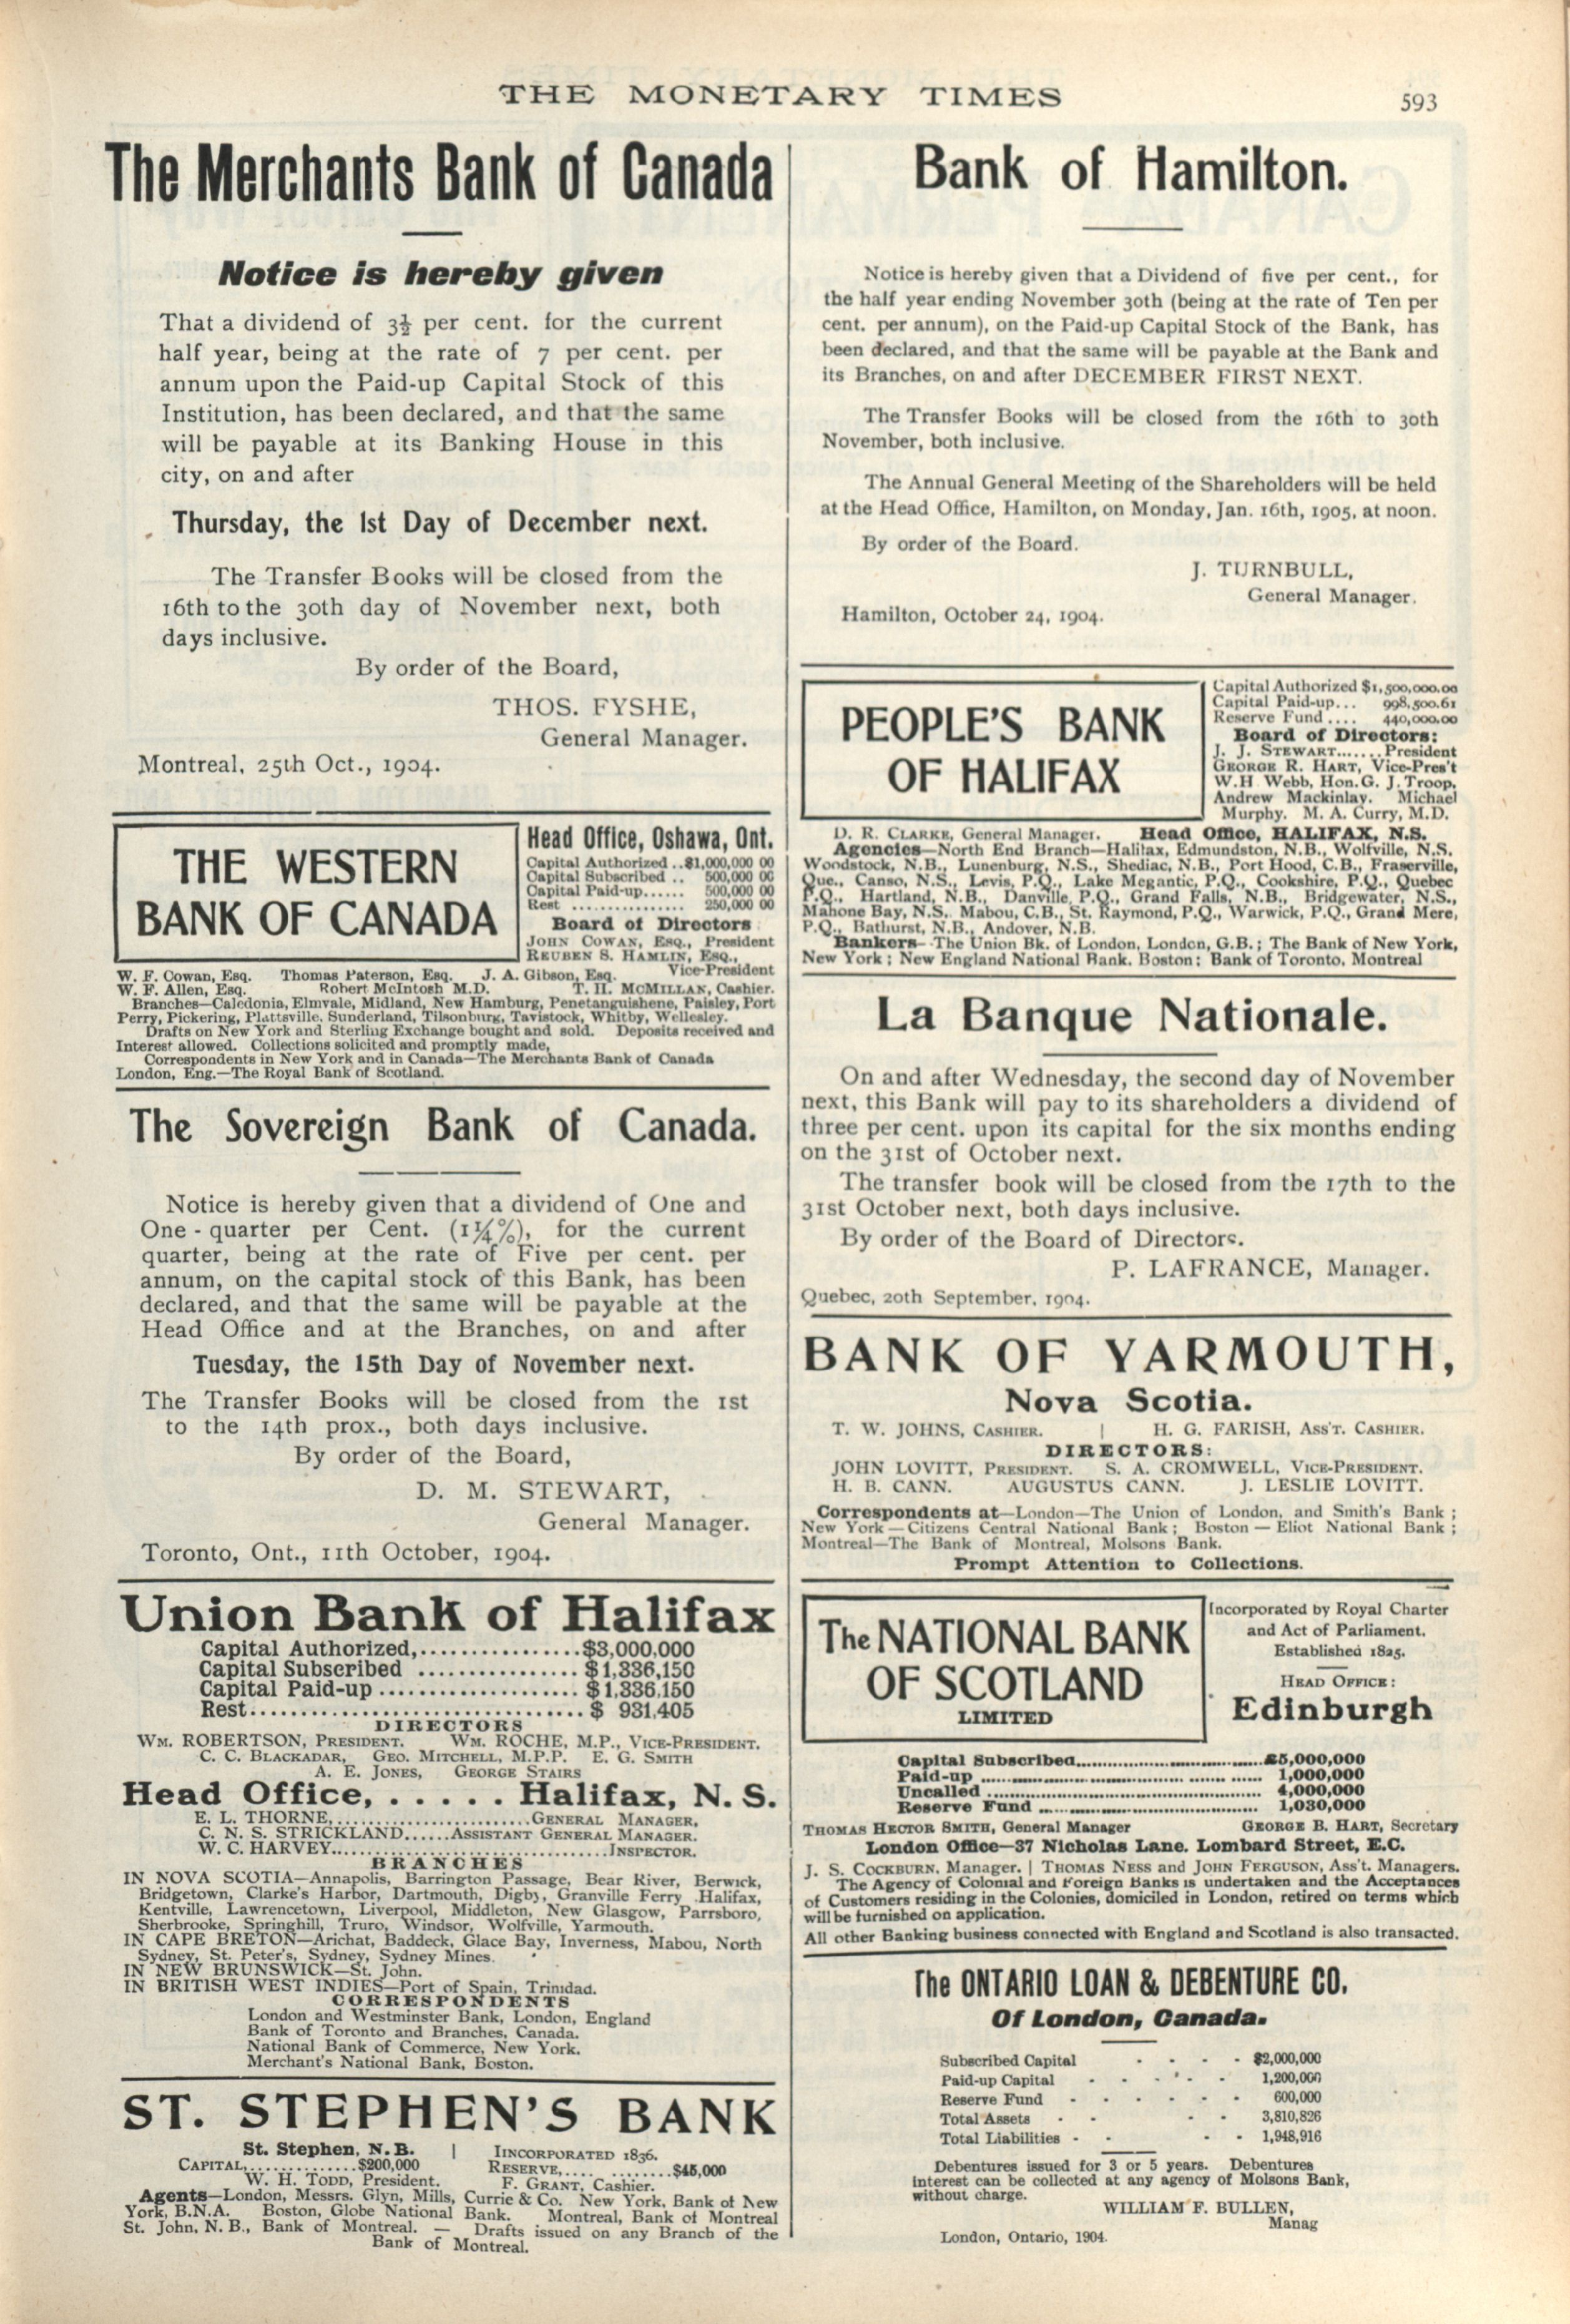 THE MONETARY TIMES
593
The Merchants Bank of Canada
Notice is hereby given
That a dividend of 3½ per cent. for the current
half year, being at the rate of 7 per cent. per
annum upon the Paid-up Capital Stock of this
Institution, has been declared, and that the same
will be payable at its Banking House in this
city, on and after
Thursday, the 1st Day of December next.
The Transfer Books will be closed from the
16th to the 30th day of November next, both
days inclusive.
By order of the Board,
THOS. FYSHE,
General Manager.
Montreal, 25th Oct., 1904.
THE WESTERN
BANK OF CANADA
Head Office, Oshawa, Ont.
Capital Authorized ..$1,000,000 00
Capital Subscribed .. 500,000 00
Capital Paid-up...... 500,000 00
Rest ................ 250,000 00
Board of Directors
JOHN COWAN, ESQ., President
REUBEN S. HAMLIN, ESQ.,
Vice-President
W. F. Cowan, Esq. Thomas Paterson, Esq. J. A. Gibson, Esq.
W. F. Allen, Esq. Robert McIntosh M.D. T. H. MCMILLAN, Cashier.
Branches—Caledonia, Elmvale, Midland, New Hamburg, Penetanguishene, Paisley, Port
Perry, Pickering, Plattsville, Sunderland, Tilsonburg, Tavistock, Whitby, Wellesley.
Drafts on New York and Sterling Exchange bought and sold. Deposits received and
Interest allowed. Collections solicited and promptly made,
Correspondents in New York and in Canada—The Merchants Bank of Canada
London, Eng.—The Royal Bank of Scotland.
The Sovereign Bank of Canada.
Notice is hereby given that a dividend of One and
One-quarter per Cent. (1¼%), for the current
quarter, being at the rate of Five per cent. per
annum, on the capital stock of this Bank, has been
declared, and that the same will be payable at the
Head Office and at the Branches, on and after
Tuesday, the 15th Day of November next.
The Transfer Books will be closed from the 1st
to the 14th prox., both days inclusive.
By order of the Board,
D. M. STEWART,
General Manager.
Toronto, Ont., 11th October, 1904.
Union Bank of Halifax
Capital Authorized,................$3,000,000
Capital Subscribed ................$1,336,150
Capital Paid-up....................$1,336,150
Rest...............................$ 931,405
DIRECTORS
WM. ROBERTSON, PRESIDENT. WM. ROCHE, M.P., VICE-PRESIDENT.
C. C. BLACKADAR, GEO. MITCHELL, M.P.P. E. G. SMITH
A. E. JONES, GEORGE STAIRS
Head Office, . . . . . Halifax, N. S.
E. L. THORNE,........................GENERAL MANAGER,
C. N. S. STRICKLAND......ASSISTANT GENERAL MANAGER.
W. C. HARVEY...................................INSPECTOR.
BRANCHES
IN NOVA SCOTIA—Annapolis, Barrington Passage, Bear River, Berwick,
Bridgetown, Clarke's Harbor, Dartmouth, Digby, Granville Ferry Halifax,
Kentville, Lawrencetown, Liverpool, Middleton, New Glasgow, Parrsboro,
Sherbrooke, Springhill, Truro, Windsor, Wolfville, Yarmouth.
IN CAPE BRETON—Arichat, Baddeck, Glace Bay, Inverness, Mabou, North
Sydney, St. Peter's, Sydney, Sydney Mines.
IN NEW BRUNSWICK—St. John.
IN BRITISH WEST INDIES—Port of Spain, Trinidad.
CORRESPONDENTS
London and Westminster Bank, London, England
Bank of Toronto and Branches, Canada.
National Bank of Commerce, New York.
Merchant's National Bank, Boston.
ST. STEPHEN'S BANK
St. Stephen, N.B. | IINCORPORATED 1836.
CAPITAL,...............$200,000 RESERVE,.... ........$45,000
W. H. TODD, President. F. GRANT, Cashier.
Agents—London, Messrs. Glyn, Mills, Currie & Co. New York, Bank of New
York, B.N.A. Boston, Globe National Bank. Montreal, Bank of Montreal
St. John, N. B., Bank of Montreal. — Drafts issued on any Branch of the
Bank of Montreal.
Bank of Hamilton.
Notice is hereby given that a Dividend of five per cent., for
the half year ending November 30th (being at the rate of Ten per
cent. per annum), on the Paid-up Capital Stock of the Bank, has
been declared, and that the same will be payable at the Bank and
its Branches, on and after DECEMBER FIRST NEXT.
The Transfer Books will be closed from the 16th to 30th
November, both inclusive.
The Annual General Meeting of the Shareholders will be held
at the Head Office, Hamilton, on Monday, Jan. 16th, 1905, at noon.
By order of the Board.
J. TURNBULL,
General Manager.
Hamilton, October 24, 1904.
PEOPLE'S BANK
OF HALIFAX
Capital Authorized $1,500,000.00
Capital Paid-up... 998,500.61
Reserve Fund .... 440,000.00
Board of Directors:
J. J. STEWART.......President
GEORGE R. HART, Vice-Pres't
W.H Webb, Hon. G. J. Troop,
Andrew Mackinlay. Michael
Murphy. M. A. Curry, M.D.
D. R. CLARKE, General Manager. Head Office, HALIFAX, N.S.
Agencies—North End Branch—Halifax, Edmundston, N.B., Wolfville, N.S.
Woodstock, N.B., Lunenburg, N.S., Shediac, N.B., Port Hood, C.B., Fraserville,
Que., Canso, N.S., Levis, P.Q., Lake Megantic, P.Q., Cookshire, P.Q., Quebec
P.Q., Hartland, N.B., Danville, P.Q., Grand Falls, N.B., Bridgewater, N.S.,
Mahone Bay, N.S. Mabou, C.B., St. Raymond, P.Q., Warwick, P.Q., Grand Mere,
P.Q., Bathurst, N.B., Andover, N.B.
Bankers—The Union Bk. of London, London, G.B.; The Bank of New York,
New York; New England National Bank, Boston; Bank of Toronto, Montreal
La Banque Nationale.
On and after Wednesday, the second day of November
next, this Bank will pay to its shareholders a dividend of
three per cent. upon its capital for the six months ending
on the 31st of October next.
The transfer book will be closed from the 17th to the
31st October next, both days inclusive.
By order of the Board of Directors.
P. LAFRANCE, Manager.
Quebec, 20th September, 1904.
BANK OF YARMOUTH,
Nova Scotia.
T. W. JOHNS, CASHIER. | H. G. FARISH, ASS'T. CASHIER.
DIRECTORS:
JOHN LOVITT, PRESIDENT. S. A. CROMWELL, VICE-PRESIDENT.
H. B. CANN. AUGUSTUS CANN. J. LESLIE LOVITT.
Correspondents at—London—The Union of London, and Smith's Bank;
New York—Citizens Central National Bank; Boston—Eliot National Bank;
Montreal—The Bank of Montreal, Molsons Bank.
Prompt Attention to Collections.
The NATIONAL BANK
OF SCOTLAND
LIMITED
Incorporated by Royal Charter
and Act of Parliament.
Established 1825.
HEAD OFFICE:
Edinburgh
Capital Subscribed...............................£5,000,000
Paid-up ............................................ 1,000,000
Uncalled ........................................... 4,000,000
Reserve Fund ................................... 1,030,000
THOMAS HECTOR SMITH, General Manager GEORGE B. HART, Secretary
London Office—37 Nicholas Lane. Lombard Street, E.C.
J. S. COCKBURN, Manager. | THOMAS NESS and JOHN FERGUSON, Ass't. Managers.
The Agency of Colonial and Foreign Banks is undertaken and the Acceptances
of Customers residing in the Colonies, domiciled in London, retired on terms which
will be furnished on application.
All other Banking business connected with England and Scotland is also transacted.
The ONTARIO LOAN & DEBENTURE CO.
Of London, Canada.
Subscribed Capital - - - - $2,000,000
Paid-up Capital - - - - - 1,200,000
Reserve Fund - - - - - - 600,000
Total Assets - - - - 3,810,826
Total Liabilities - - - - 1,948,916
Debentures issued for 3 or 5 years. Debentures
interest can be collected at any agency of Molsons Bank,
without charge.
WILLIAM F. BULLEN,
Manag
London, Ontario, 1904.